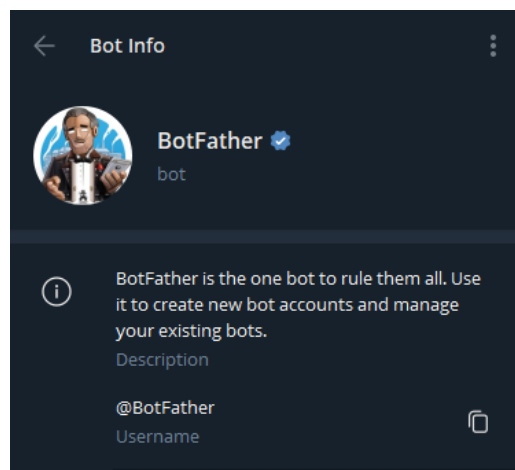 Bot Info
BotFather
bot
BotFather is the one bot to rule them all. Use
it to create new bot accounts and manage
your existing bots.
Description
@BotFather
Username